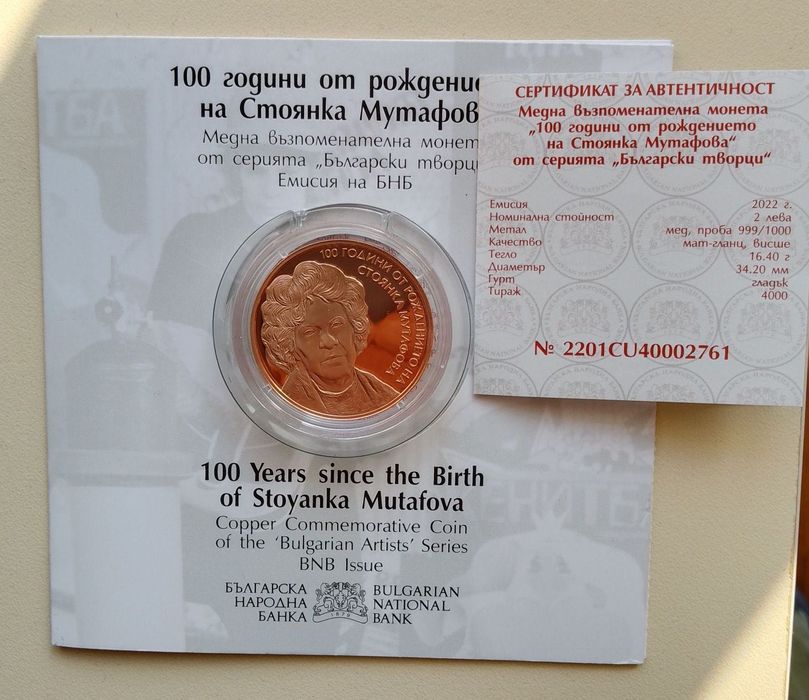 100 години от рождение
на Стоянка Мутафов
Медна възпоменателна монет
от серията „Български творц
Емисия на БНБ
СЕРТИФИКАТ ЗА АВТЕНТИЧНОСТ
Медна възпоменателна монета
„100 години от рождението
на Стоянка Мутафова“
от серията „Български творци“
Емисия 2022 г.
Номинална стойност 2 лева
Метал мед, проба 999/1000
Качество мат-гланц, висше
Тегло 16.40 г
Диаметър 34.20 мм
Гурт гладък
Тираж 4000
№ 2201CU40002761
100 ГОДИНИ ОТ РОЖДЕНИЕТО НА
СТОЯНКА МУТАФОВА
100 Years since the Birth
of Stoyanka Mutafova
Copper Commemorative Coin
of the ‘Bulgarian Artists’ Series
BNB Issue
БЪЛГАРСКА
НАРОДНА
БАНКА
1879
BULGARIAN
NATIONAL
BANK